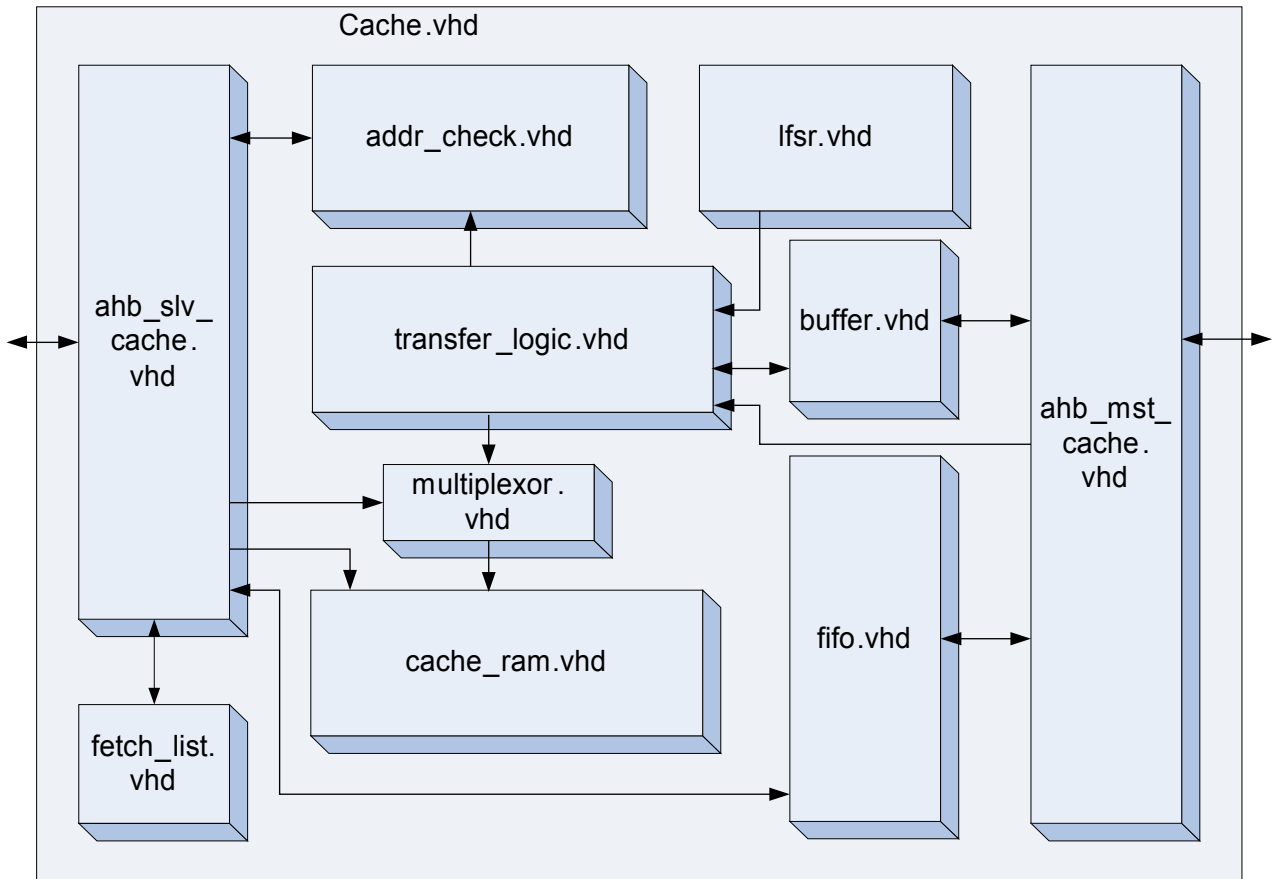 Cache.vhd
addr_check.vhd
lfsr.vhd
ahb_slv_
cache.
vhd
transfer_logic.vhd
buffer.vhd
ahb_mst_
cache.
vhd
multiplexor.
vhd
cache_ram.vhd
fifo.vhd
fetch_list.
vhd